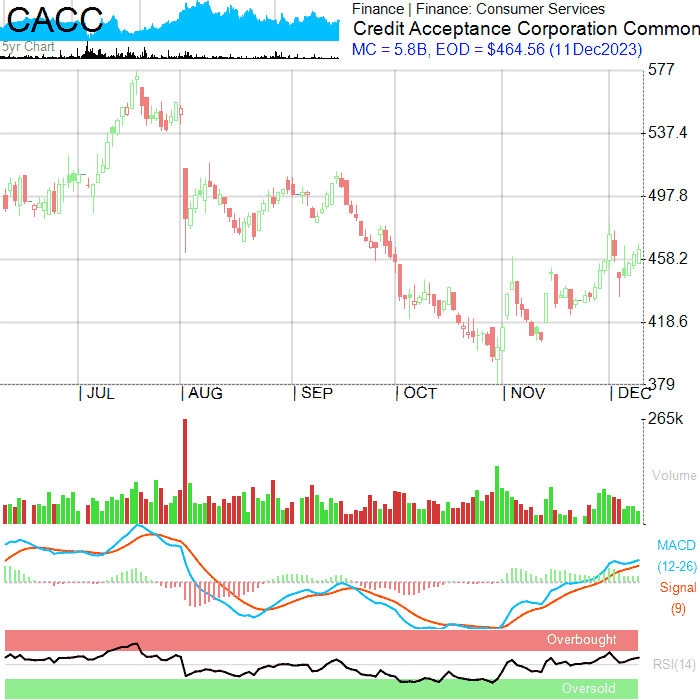 CACC
5yr Chart
Finance | Finance: Consumer Services
Credit Acceptance Corporation Common
MC = 5.8B, EOD = $464.56 (11Dec2023)
577
537.4
497.8
458.2
418.6
379
| JUL
| AUG
| SEP
| OCT
| NOV
| DEC
265k
Volume
MACD
(12-26)
Signal
(9)
Overbought
RSI(14)
Oversold